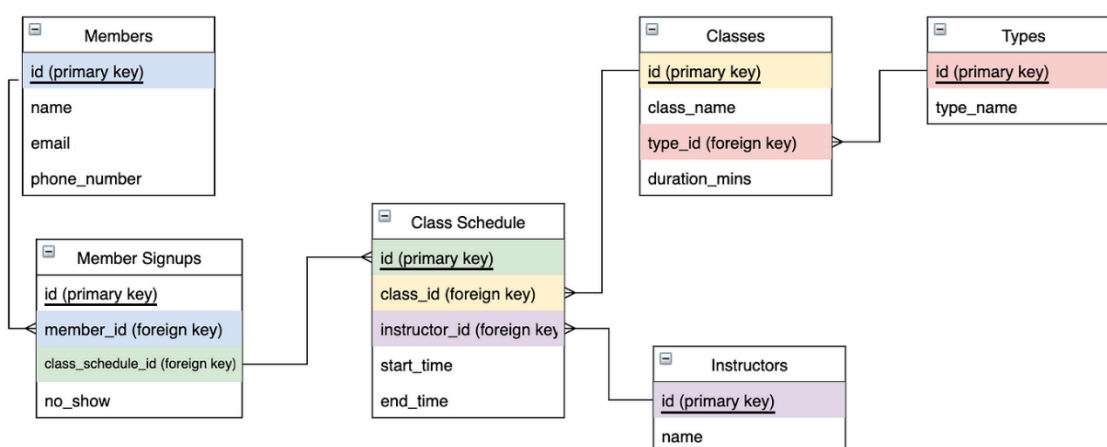 Members
id (primary key)
name
email
phone_number
Member Signups
id (primary key)
member_id (foreign key)
class_schedule_id (foreign key)
no_show
Class Schedule
id (primary key)
class_id (foreign key)
instructor_id (foreign key
start_time
end_time
Classes
id (primary key)
class_name
type_id (foreign key)
duration_mins
Types
id (primary key)
type_name
Instructors
id (primary key)
name